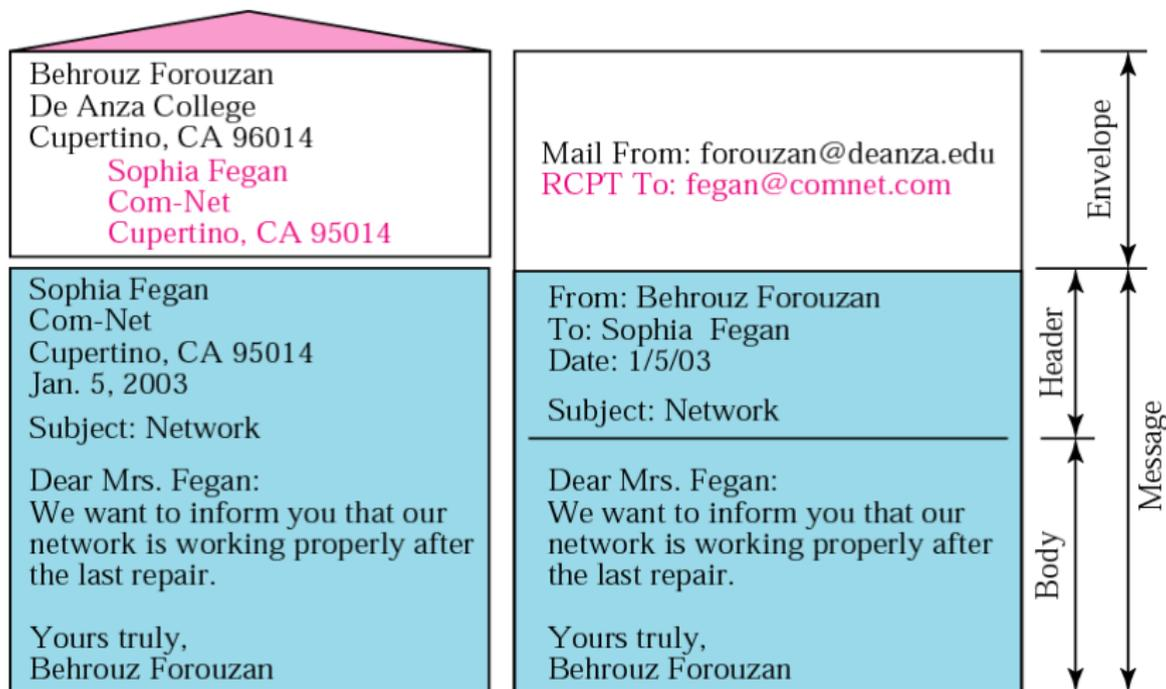 Behrouz Forouzan
De Anza College
Cupertino, CA 96014
Sophia Fegan
Com-Net
Cupertino, CA 95014
Sophia Fegan
Com-Net
Cupertino, CA 95014
Jan. 5, 2003
Subject: Network
Dear Mrs. Fegan:
We want to inform you that our
network is working properly after
the last repair.
Yours truly,
Behrouz Forouzan
Mail From: forouzan@deanza.edu
RCPT To: fegan@comnet.com
From: Behrouz Forouzan
To: Sophia Fegan
Date: 1/5/03
Subject: Network
Dear Mrs. Fegan:
We want to inform you that our
network is working properly after
the last repair.
Yours truly,
Behrouz Forouzan
Envelope
Header
Body
Message